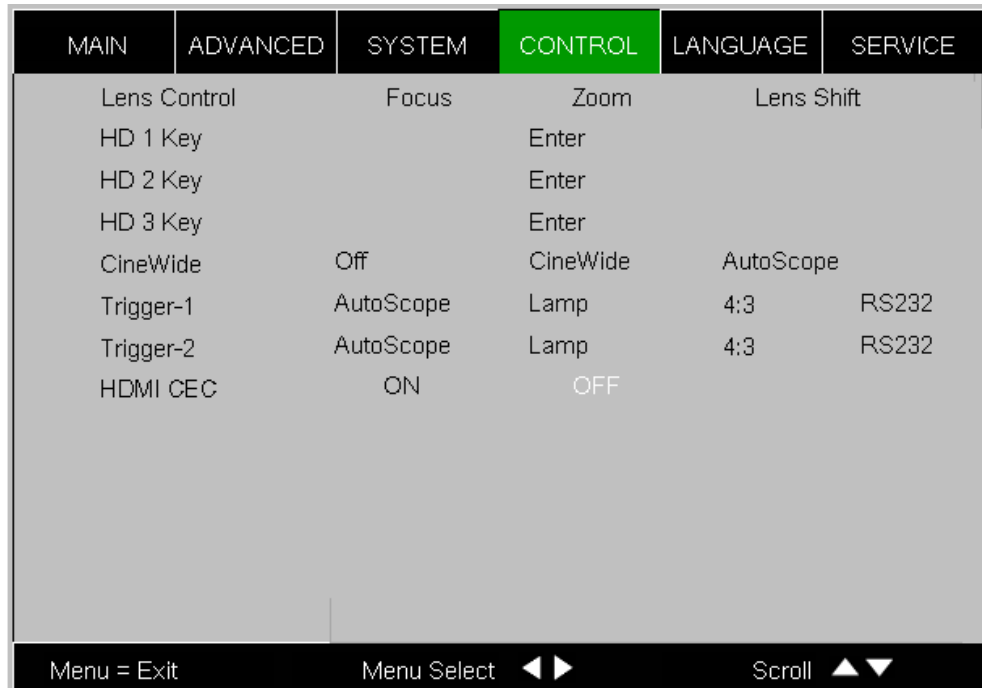 MAIN ADVANCED SYSTEM CONTROL LANGUAGE SERVICE
Lens Control Focus Zoom Lens Shift
HD 1 Key Enter
HD 2 Key Enter
HD 3 Key Enter
CineWide Off CineWide AutoScope
Trigger-1 AutoScope Lamp 4:3 RS232
Trigger-2 AutoScope Lamp 4:3 RS232
HDMI CEC ON OFF
Menu = Exit Menu Select ◀ ▶ Scroll ▲▼